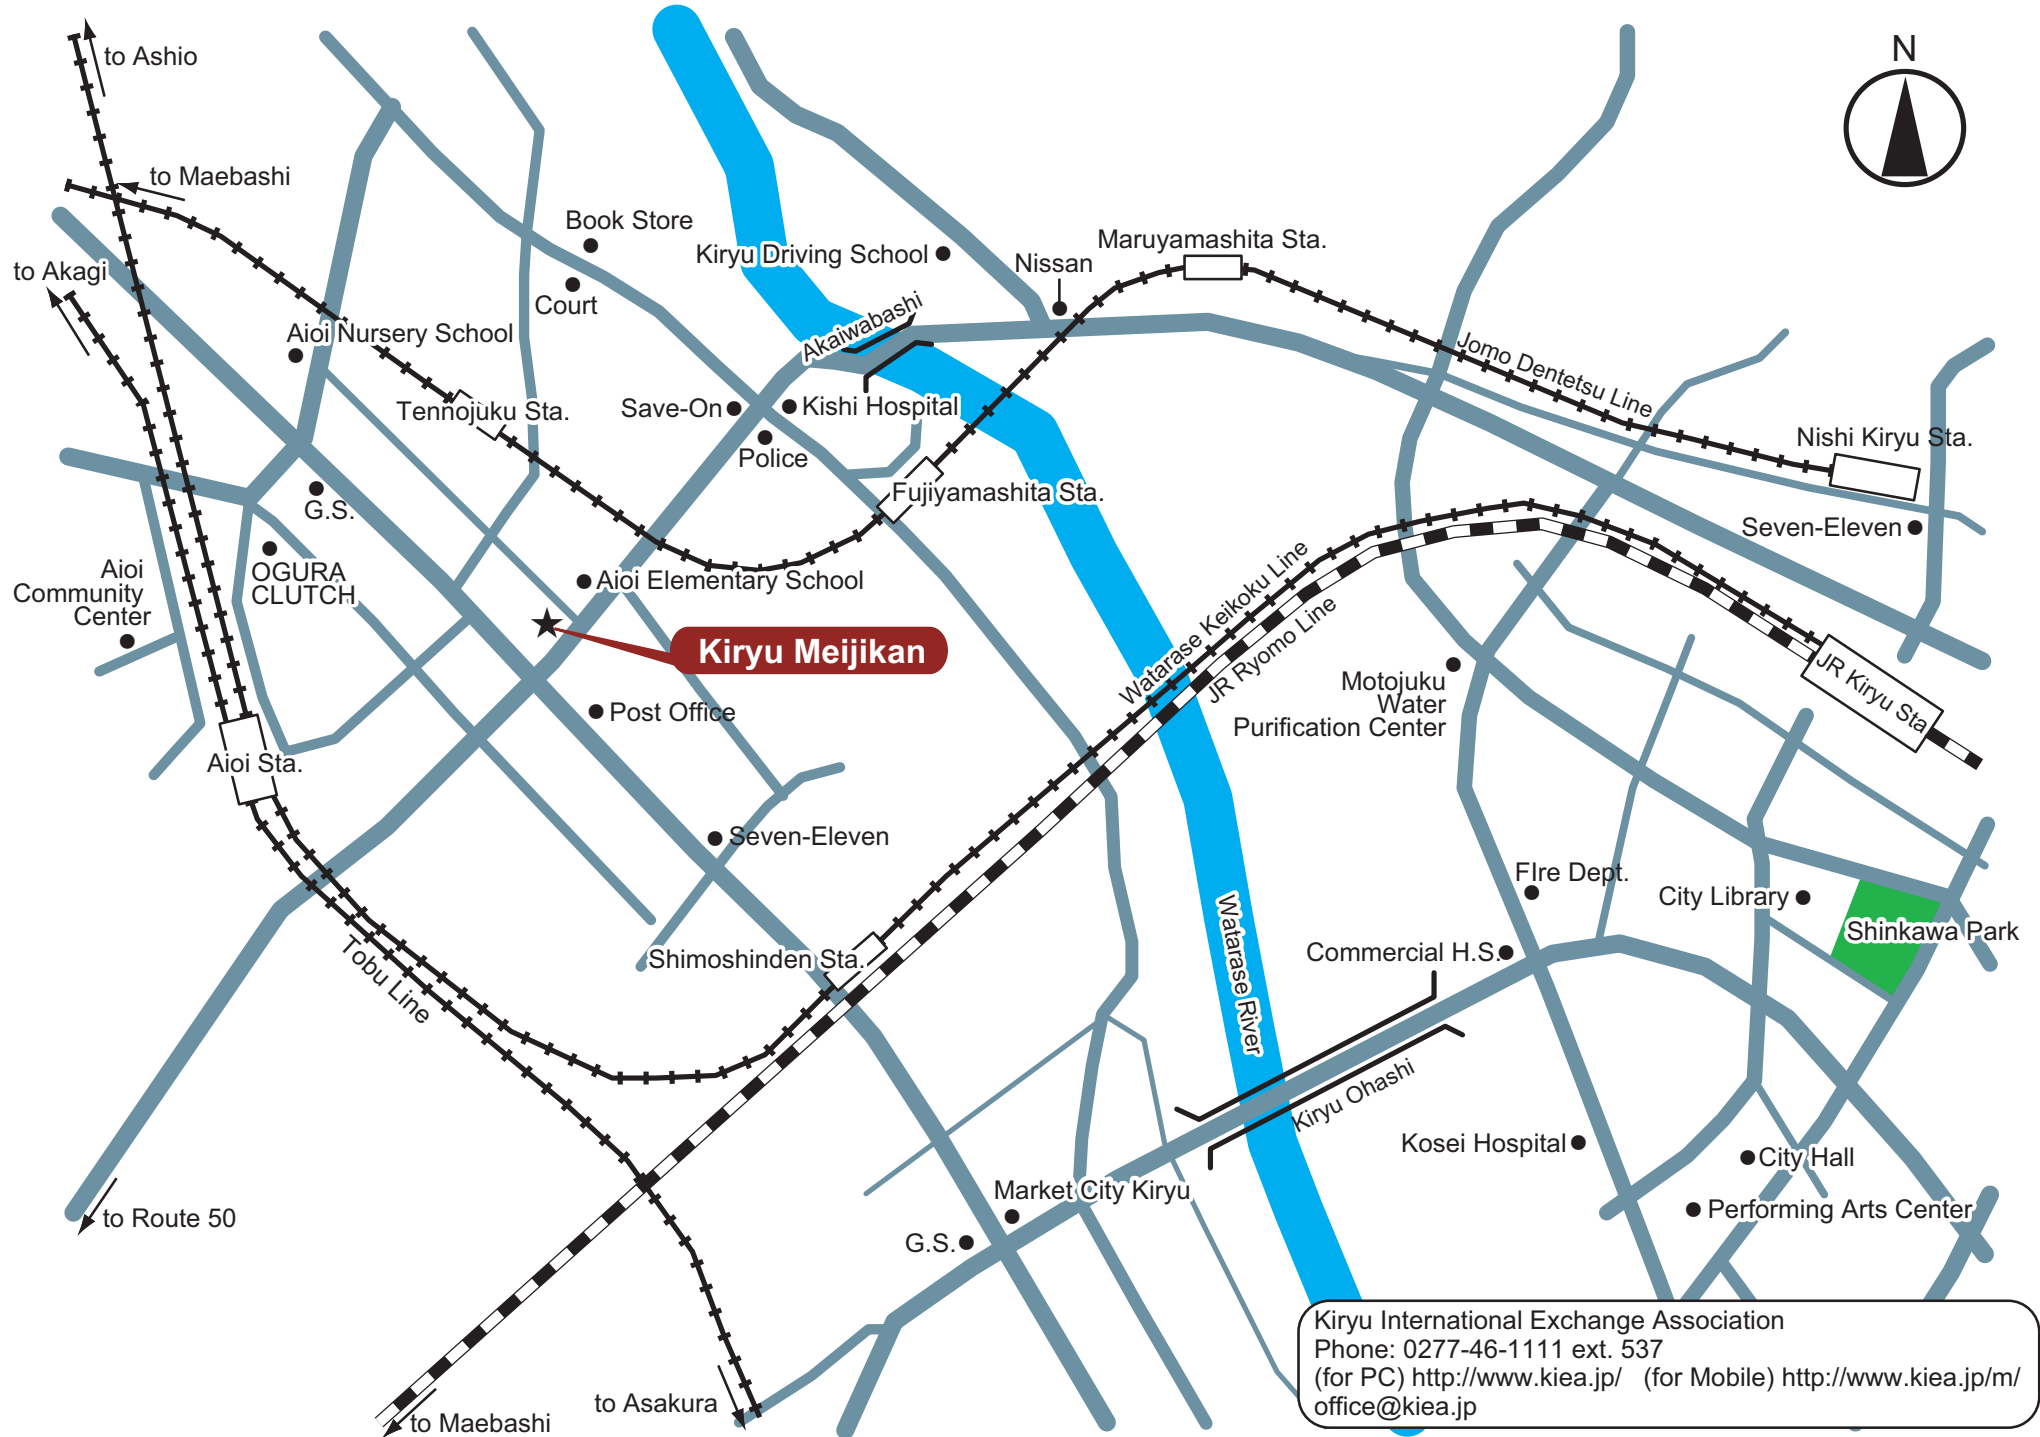 to Ashio
N
to Maebashi
Book Store
Kiryu Driving School
Maruyamashita Sta.
Nissan
to Akagi
Court
Akaiwabashi
Aioi Nursery School
Jomo Dentetsu Line
Tennojuku Sta.
Save-On
Kishi Hospital
Nishi Kiryu Sta.
Police
Fujiyamashita Sta.
G.S.
Seven-Eleven
Aioi
Community
Center
OGURA
CLUTCH
Aioi Elementary School
Watarase Keikoku Line
JR Ryomo Line
Kiryu Meijikan
Motojuku
Water
Purification Center
JR Kiryu Sta.
Post Office
Aioi Sta.
Seven-Eleven
FIre Dept.
City Library
Shinkawa Park
Shimoshinden Sta.
Commercial H.S.
Tobu Line
Watarase River
Kiryu Ohashi
Kosei Hospital
City Hall
Market City Kiryu
Performing Arts Center
to Route 50
G.S.
Kiryu International Exchange Association
Phone: 0277-46-1111 ext. 537
(for PC) http://www.kiea.jp/ (for Mobile) http://www.kiea.jp/m/
office@kiea.jp
to Asakura
to Maebashi